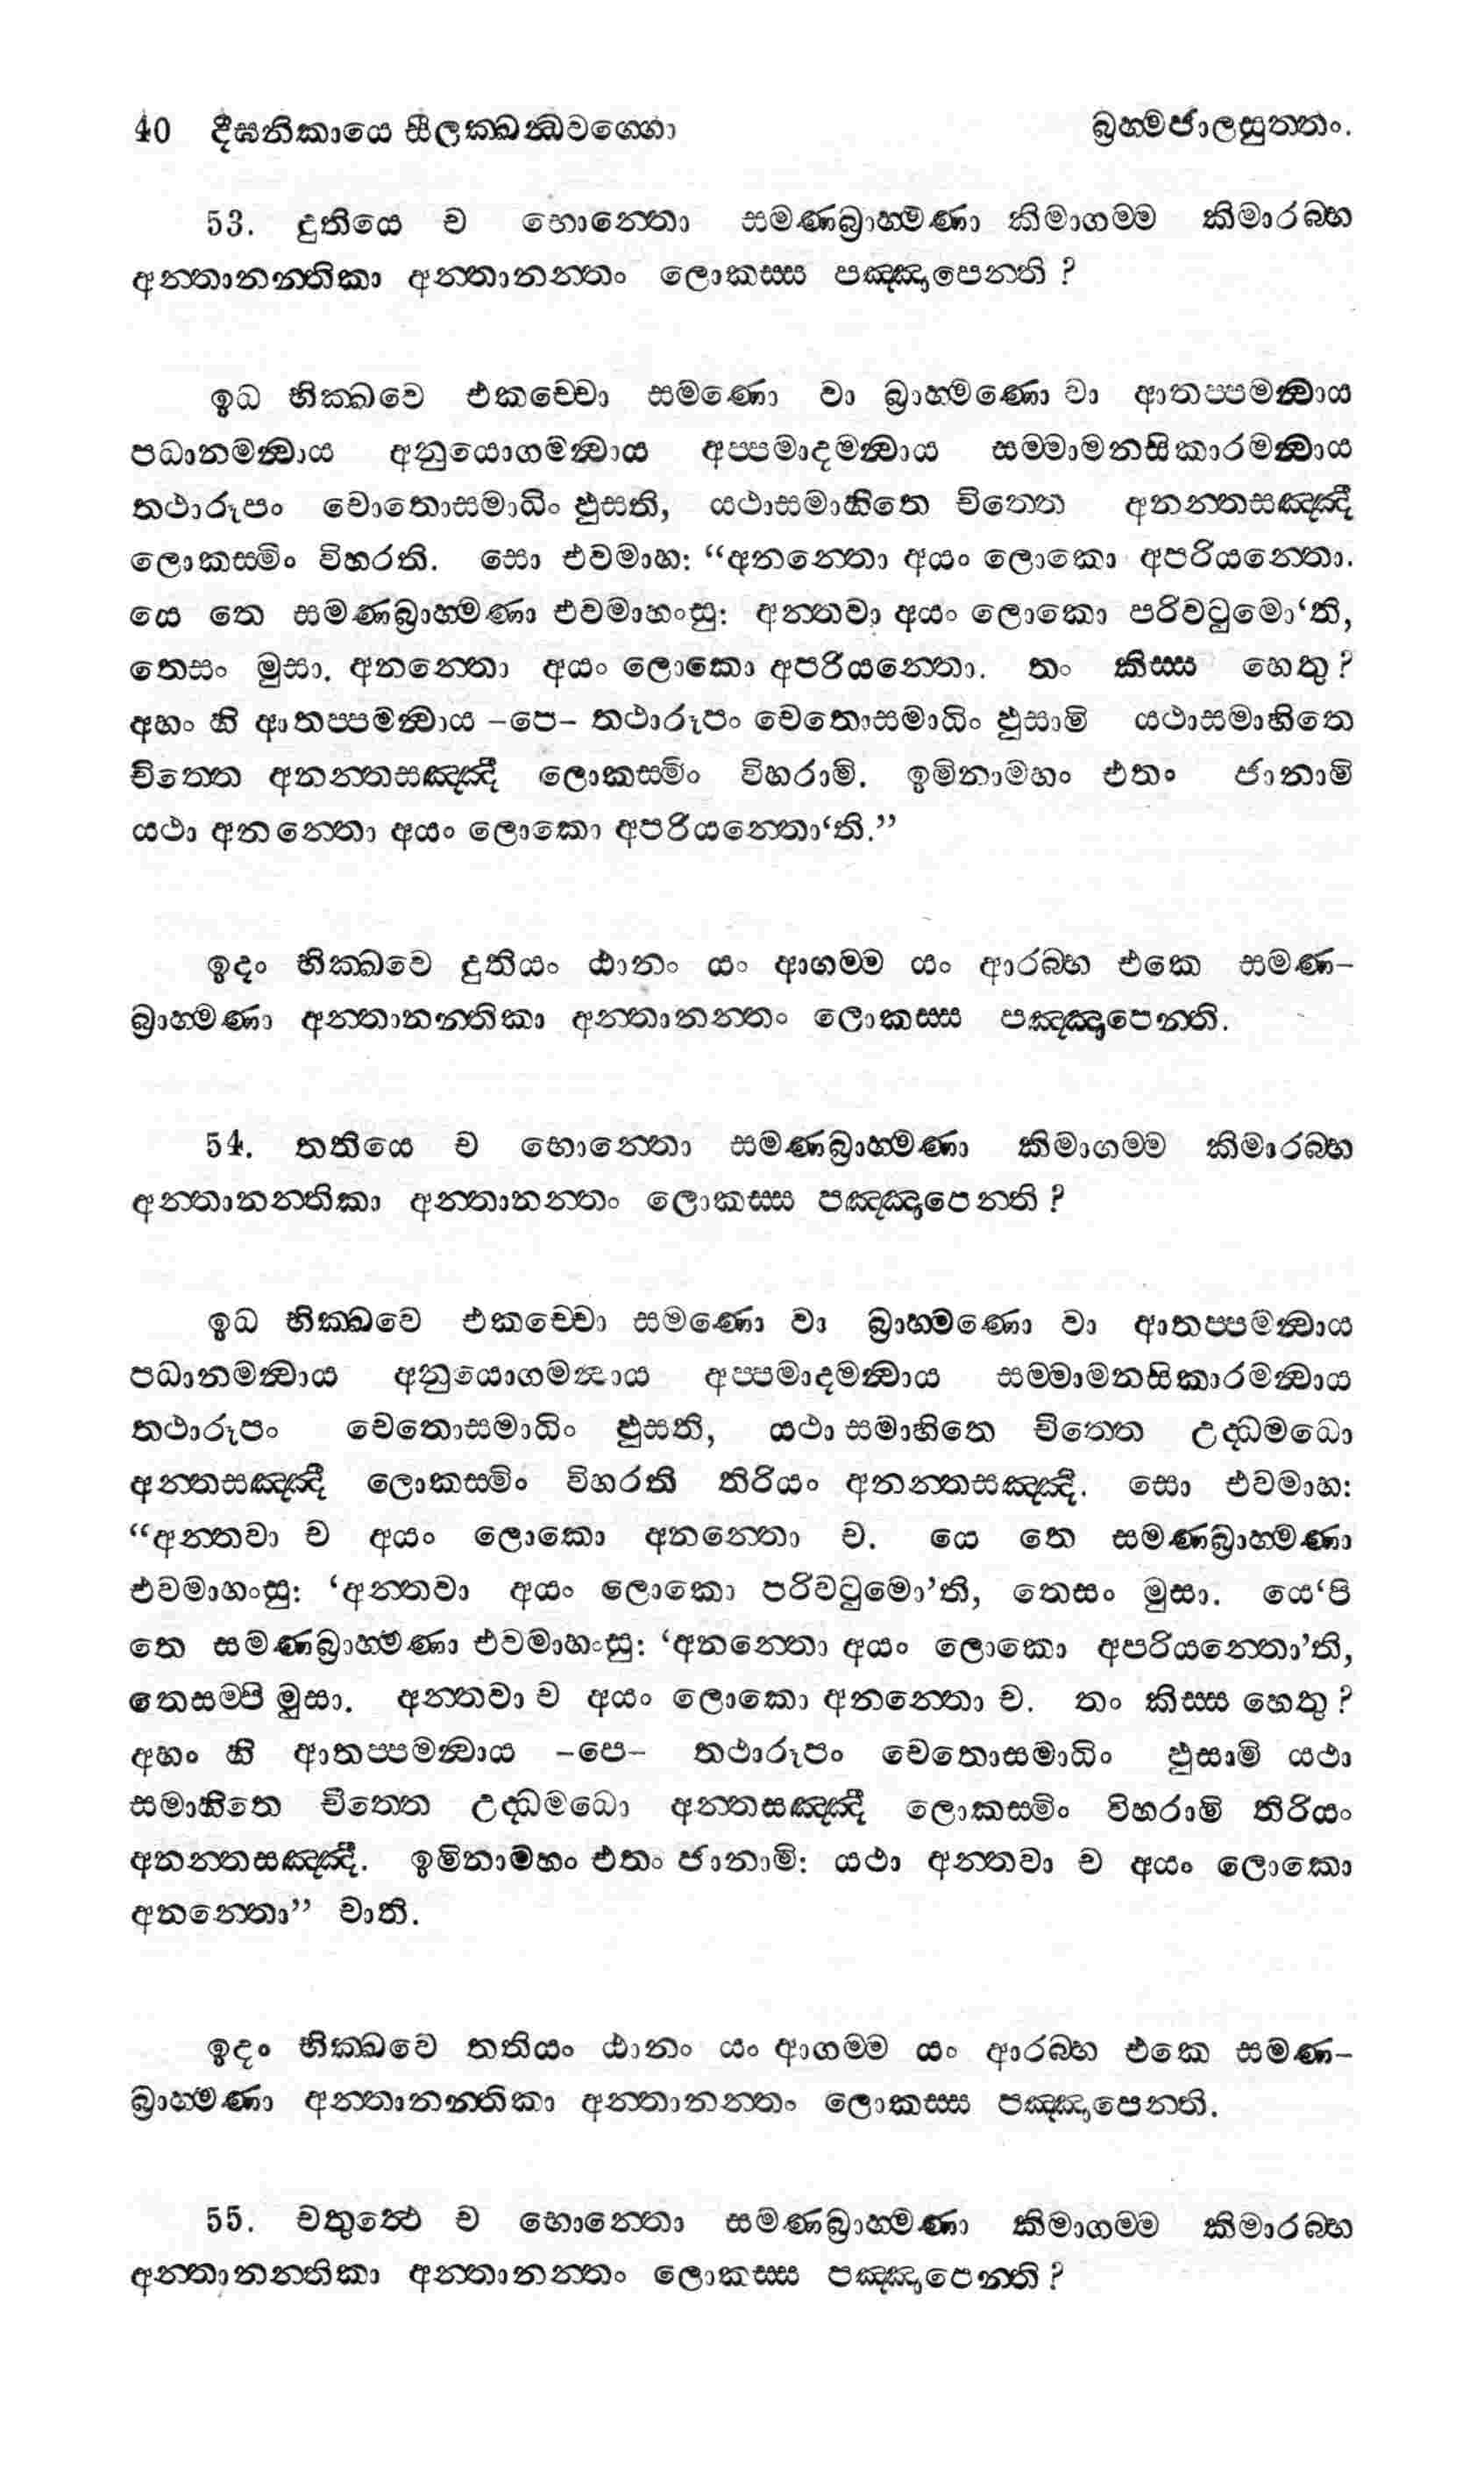 40 දීඝනිකායෙ සීලක්ඛන්ධවග්ගො බ්‍රහ්මජාලසුත්තං.
53. දුතියෙ ච භොන්තො සමණබ්‍රාහ්මණා කිමාගම්ම කිමාරබ්භ
අන්තානන්තිකා අන්තානන්තං ලොකස්ස පඤ්ඤාපෙන්ති ?
ඉධ භික්ඛවෙ එකච්චො සමණො වා බ්‍රාහ්මණො වා ආතප්පමන්වාය
පධානමන්වාය අනුයොගමන්වාය අප්පමාදමන්වාය සම්මාමනසිකාරමන්වාය
තථාරූපං චොතොසමාධිං ඵුසති, යථාසමාහිතෙ චිත්තෙ අනන්තසඤ්ඤී
ලොකස්මිං විහරති. සො එවමාහ: “අනන්තො අයං ලොකො අපරියන්තො.
යෙ තෙ සමණබ්‍රාහ්මණා එවමාහංසු: අන්තවා අයං ලොකො පරිවටුමො‘ති,
තෙසං මුසා. අනන්තො අයං ලොකො අපරියන්තො. තං කිස්ස හෙතු ?
අහං හි ආතප්පමන්වාය –පෙ– තථාරූපං චෙතොසමාධිං ඵුසාමි යථාසමාහිතෙ
චිත්තෙ අනන්තසඤ්ඤී ලොකස්මිං විහරාමි. ඉමිනාමහං එතං ජානාමි
යථා අනන්තො අයං ලොකො අපරියන්තො‘ති.”
ඉදං භික්ඛවෙ දුතියං ඨානං යං ආගම්ම යං ආරබ්භ එකෙ සමණ–
බ්‍රාහ්මණා අන්තානන්තිකා අන්තානන්තං ලොකස්ස පඤ්ඤාපෙන්ති.
54. තතියෙ ච භොන්තො සමණබ්‍රාහ්මණා කිමාගම්ම කිමාරබ්භ
අන්තානන්තිකා අන්තානන්තං ලොකස්ස පඤ්ඤාපෙන්ති ?
ඉධ භික්ඛවෙ එකච්චො සමණො වා බ්‍රාහ්මණො වා ආතප්පමන්වාය
පධානමන්වාය අනුයොගමන්වාය අප්පමාදමන්වාය සම්මාමනසිකාරමන්වාය
තථාරූපං චෙතොසමාධිං ඵුසති, යථා සමාහිතෙ චිත්තෙ උද්ධමධො
අන්තසඤ්ඤී ලොකස්මිං විහරති තිරියං අනන්තසඤ්ඤී. සො එවමාහ:
“අන්තවා ච අයං ලොකො අනන්තො ච. යෙ තෙ සමණබ්‍රාහ්මණා
එවමාහංසු: ‘අන්තවා අයං ලොකො පරිවටුමො’ති, තෙසං මුසා. යෙ‘පි
තෙ සමණබ්‍රාහ්මණා එවමාහංසු: ‘අනන්තො අයං ලොකො අපරියන්තො’ති,
තෙසම්පි මුසා. අන්තවා ච අයං ලොකො අනන්තො ච. තං කිස්ස හෙතු ?
අහං හි ආතප්පමන්වාය –පෙ– තථාරූපං චෙතොසමාධිං ඵුසාමි යථා
සමාහිතෙ චිත්තෙ උද්ධමධො අන්තසඤ්ඤී ලොකස්මිං විහරාමි තිරියං
අනන්තසඤ්ඤී. ඉමිනාමහං එතං ජානාමි: යථා අන්තවා ච අයං ලොකො
අනන්තො” චාති.
ඉදං භික්ඛවෙ තතියං ඨානං යං ආගම්ම යං ආරබ්භ එකෙ සමණ–
බ්‍රාහ්මණා අන්තානන්තිකා අන්තානන්තං ලොකස්ස පඤ්ඤාපෙන්ති.
55. චතුත්ථෙ ච භොන්තො සමණබ්‍රාහ්මණා කිමාගම්ම කිමාරබ්භ
අන්තානන්තිකා අන්තානන්තං ලොකස්ස පඤ්ඤාපෙන්ති ?